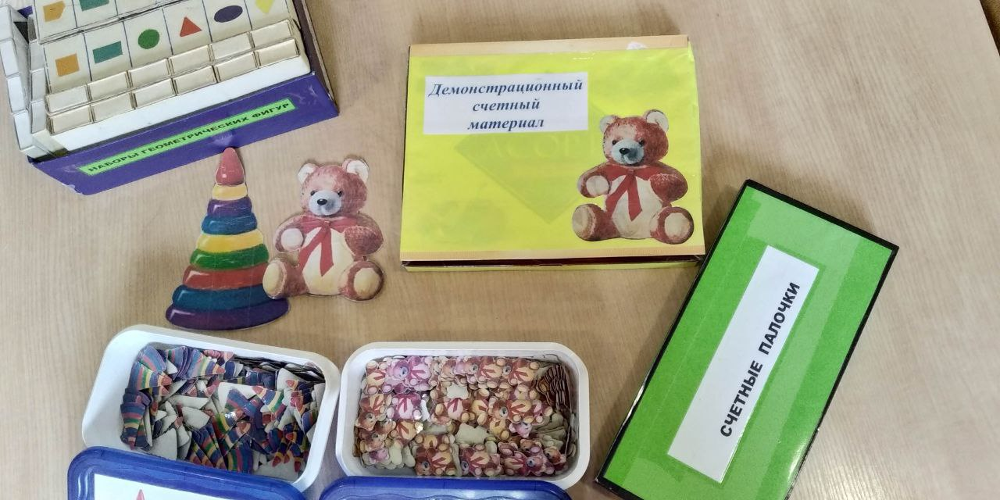 НАБОРЫ ГЕОМЕТРИЧЕСКИХ ФИГУР
Демонстрационный
счетный
материал
СЧЕТНЫЕ ПАЛОЧКИ